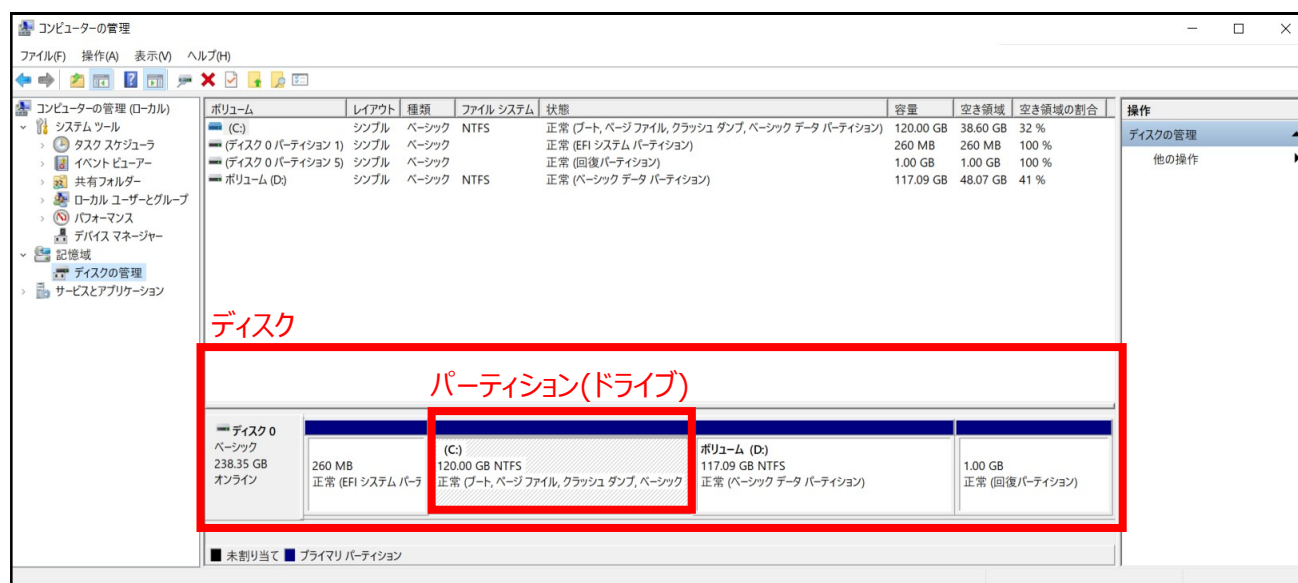 コンピューターの管理
ファイル(F) 操作(A) 表示(V) ヘルプ(H)
コンピューターの管理 (ローカル)
システム ツール
タスク スケジューラ
イベント ビューアー
共有フォルダー
ローカル ユーザーとグループ
パフォーマンス
デバイス マネージャー
記憶域
ディスクの管理
サービスとアプリケーション
ボリューム レイアウト 種類 ファイル システム 状態 容量 空き領域 空き領域の割合
(C:) シンプル ベーシック NTFS 正常 (ブート, ページ ファイル, クラッシュ ダンプ, ベーシック データ パーティション) 120.00 GB 38.60 GB 32 %
(ディスク 0 パーティション 1) シンプル ベーシック 正常 (EFI システム パーティション) 260 MB 260 MB 100 %
(ディスク 0 パーティション 5) シンプル ベーシック 正常 (回復パーティション) 1.00 GB 1.00 GB 100 %
ボリューム (D:) シンプル ベーシック NTFS 正常 (ベーシック データ パーティション) 117.09 GB 48.07 GB 41 %
操作
ディスクの管理
他の操作
ディスク
パーティション(ドライブ)
ディスク 0
ベーシック
238.35 GB
オンライン
260 MB
正常 (EFI システム パーテ
(C:)
120.00 GB NTFS
正常 (ブート, ページ ファイル, クラッシュ ダンプ, ベーシック
ボリューム (D:)
117.09 GB NTFS
正常 (ベーシック データ パーティション)
1.00 GB
正常 (回復パーティション)
未割り当て プライマリ パーティション